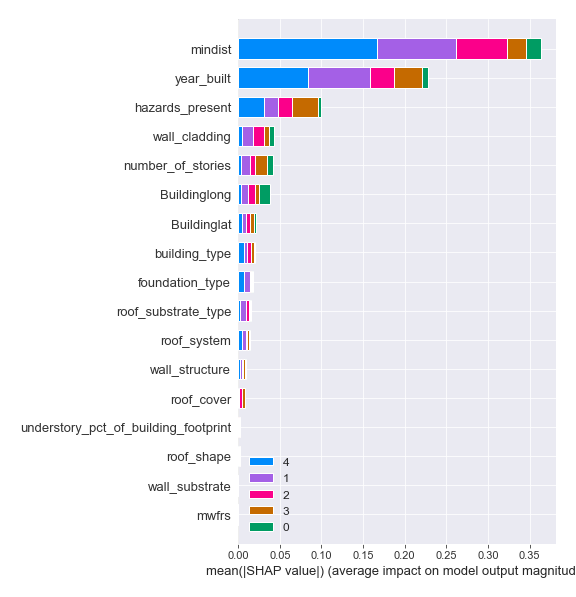 mindist
year_built
hazards_present
wall_cladding
number_of_stories
Buildinglong
Buildinglat
building_type
foundation_type
roof_substrate_type
roof_system
wall_structure
roof_cover
understory_pct_of_building_footprint
roof_shape
wall_substrate
mwfrs
4
1
2
3
0
0.00 0.05 0.10 0.15 0.20 0.25 0.30 0.35
mean(|SHAP value|) (average impact on model output magnitud